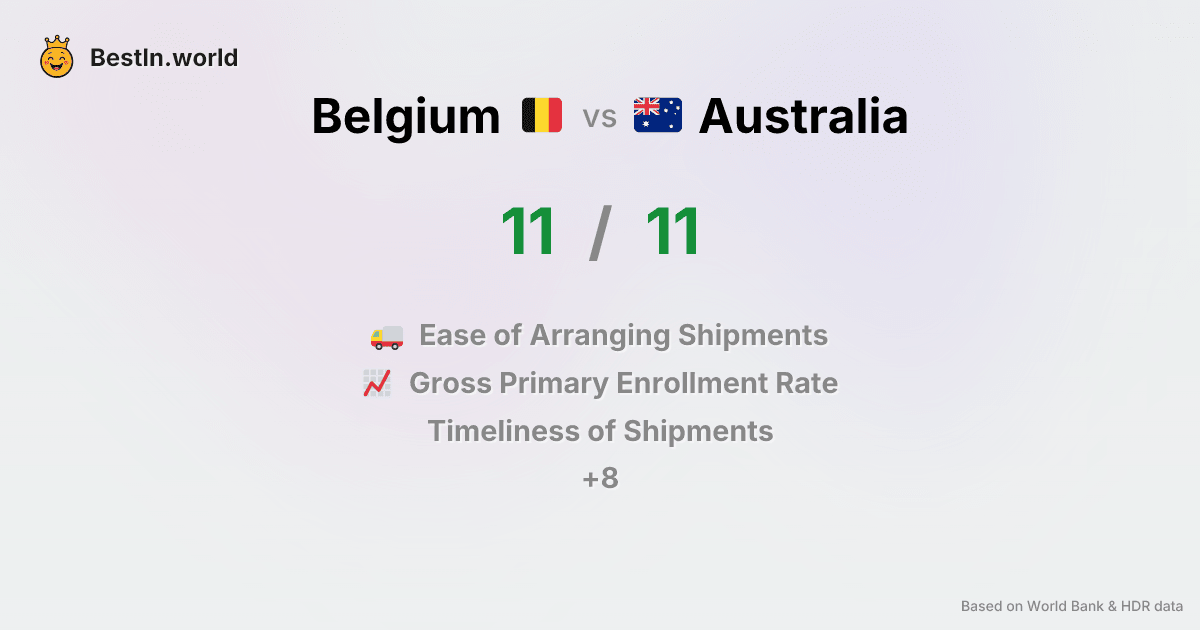 BestIn.world
Belgium vs Australia
11 / 11
Ease of Arranging Shipments
Gross Primary Enrollment Rate
Timeliness of Shipments
+8
Based on World Bank & HDR data